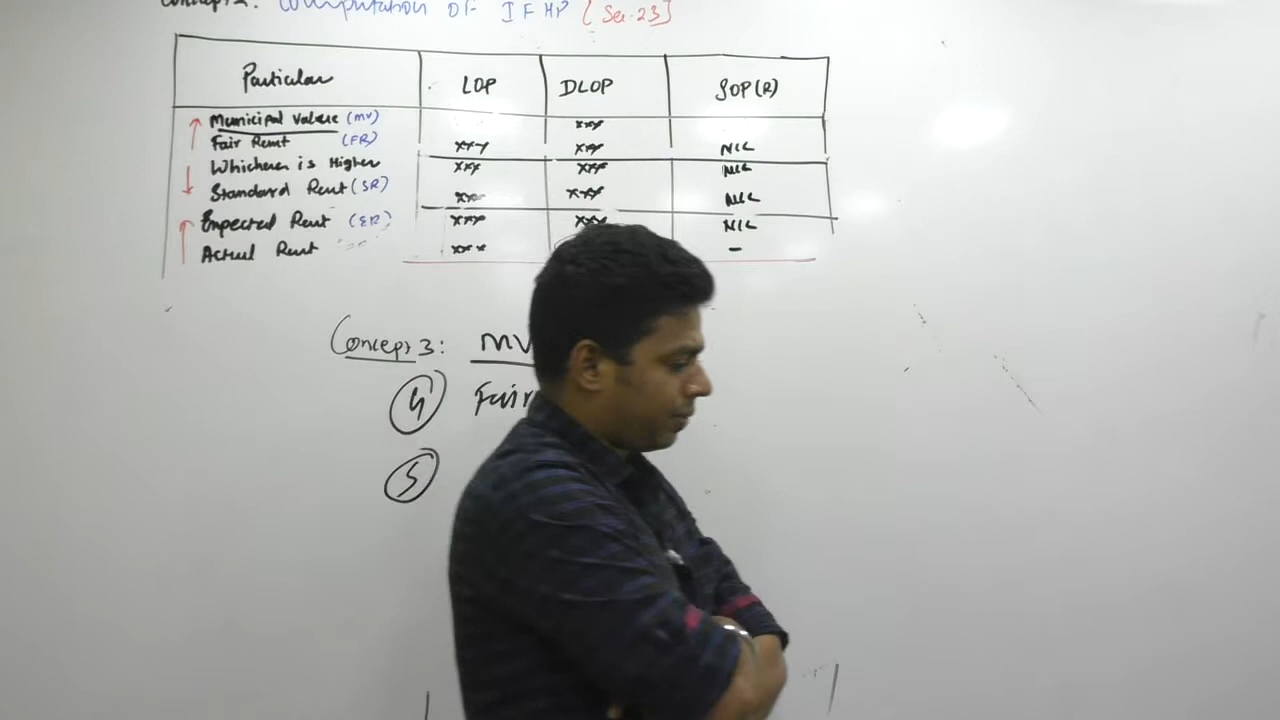 Concept 2: Computation OF IFHP [Sec.23]
Particular LOP DLOP SOP(R)
Municipal Value (MV) xxx
Fair Rent (FR) xxx xxx NIL
Whichever is Higher xxx xxx NIL
Standard Rent (SR) xx xxx NIL
Expected Rent (ER) xxx xxx NIL
Actual Rent xxx -
Concept 3: MV
4 Fair
5